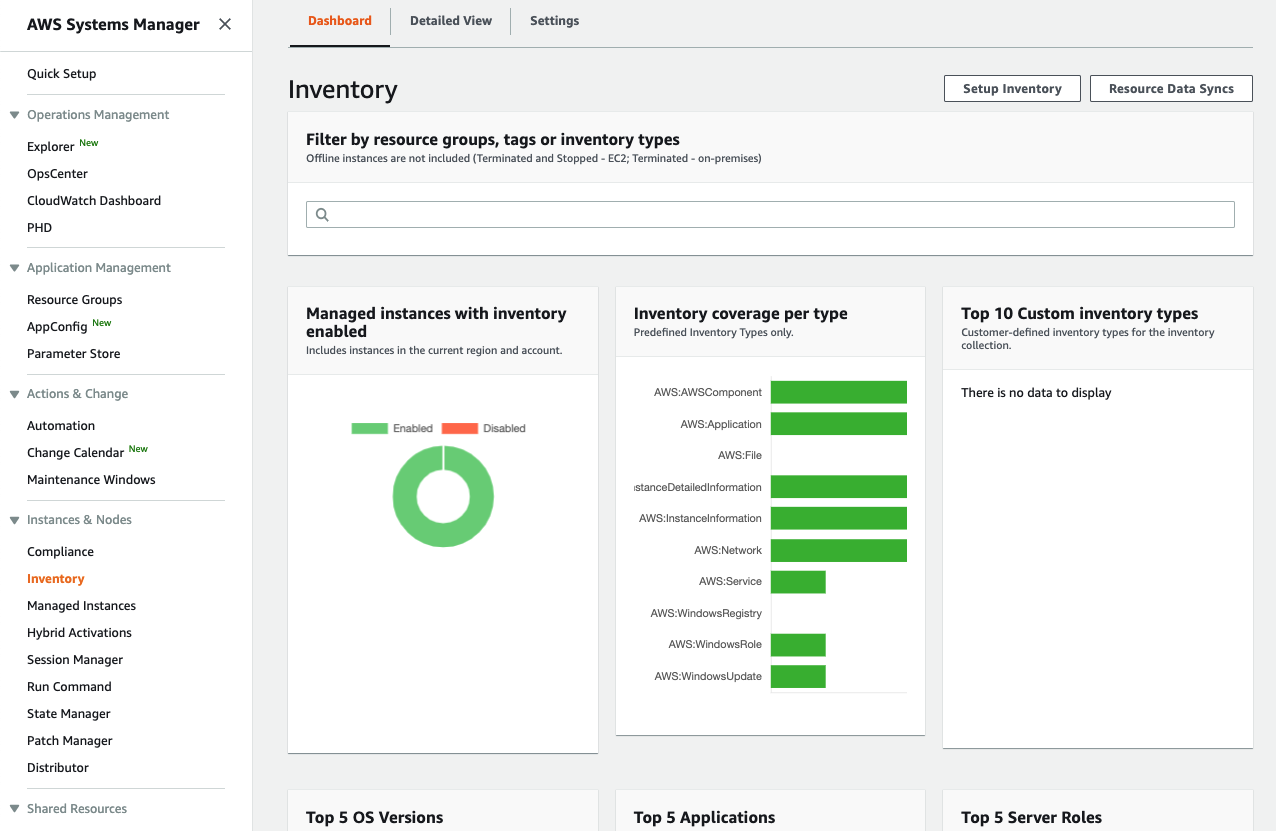 AWS Systems Manager
Quick Setup
Operations Management
Explorer New
OpsCenter
CloudWatch Dashboard
PHD
Application Management
Resource Groups
AppConfig New
Parameter Store
Actions & Change
Automation
Change Calendar New
Maintenance Windows
Instances & Nodes
Compliance
Inventory
Managed Instances
Hybrid Activations
Session Manager
Run Command
State Manager
Patch Manager
Distributor
Shared Resources
Dashboard Detailed View Settings
Inventory
Setup Inventory Resource Data Syncs
Filter by resource groups, tags or inventory types
Offline instances are not included (Terminated and Stopped - EC2; Terminated - on-premises)
Managed instances with inventory
enabled
Includes instances in the current region and account.
Enabled Disabled
Inventory coverage per type
Predefined Inventory Types only.
AWS:AWSComponent
AWS:Application
AWS:File
stanceDetailedInformation
AWS:InstanceInformation
AWS:Network
AWS:Service
AWS:WindowsRegistry
AWS:WindowsRole
AWS:WindowsUpdate
Top 10 Custom inventory types
Customer-defined inventory types for the inventory
collection.
There is no data to display
Top 5 OS Versions
Top 5 Applications
Top 5 Server Roles